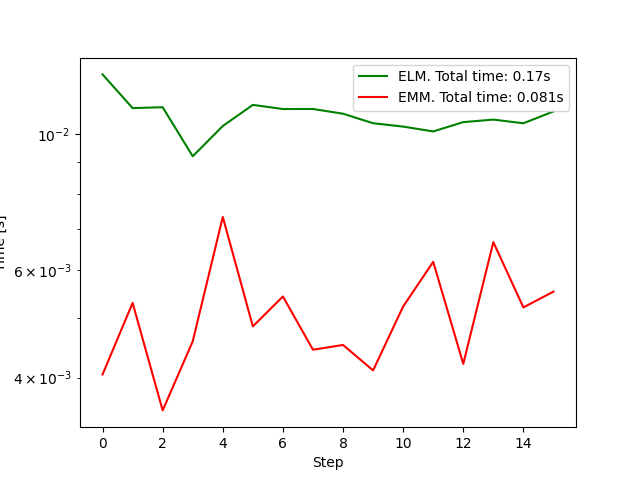 ELM. Total time: 0.17s
EMM. Total time: 0.081s
10⁻²
6 × 10⁻³
4 × 10⁻³
Time [s]
0 2 4 6 8 10 12 14
Step